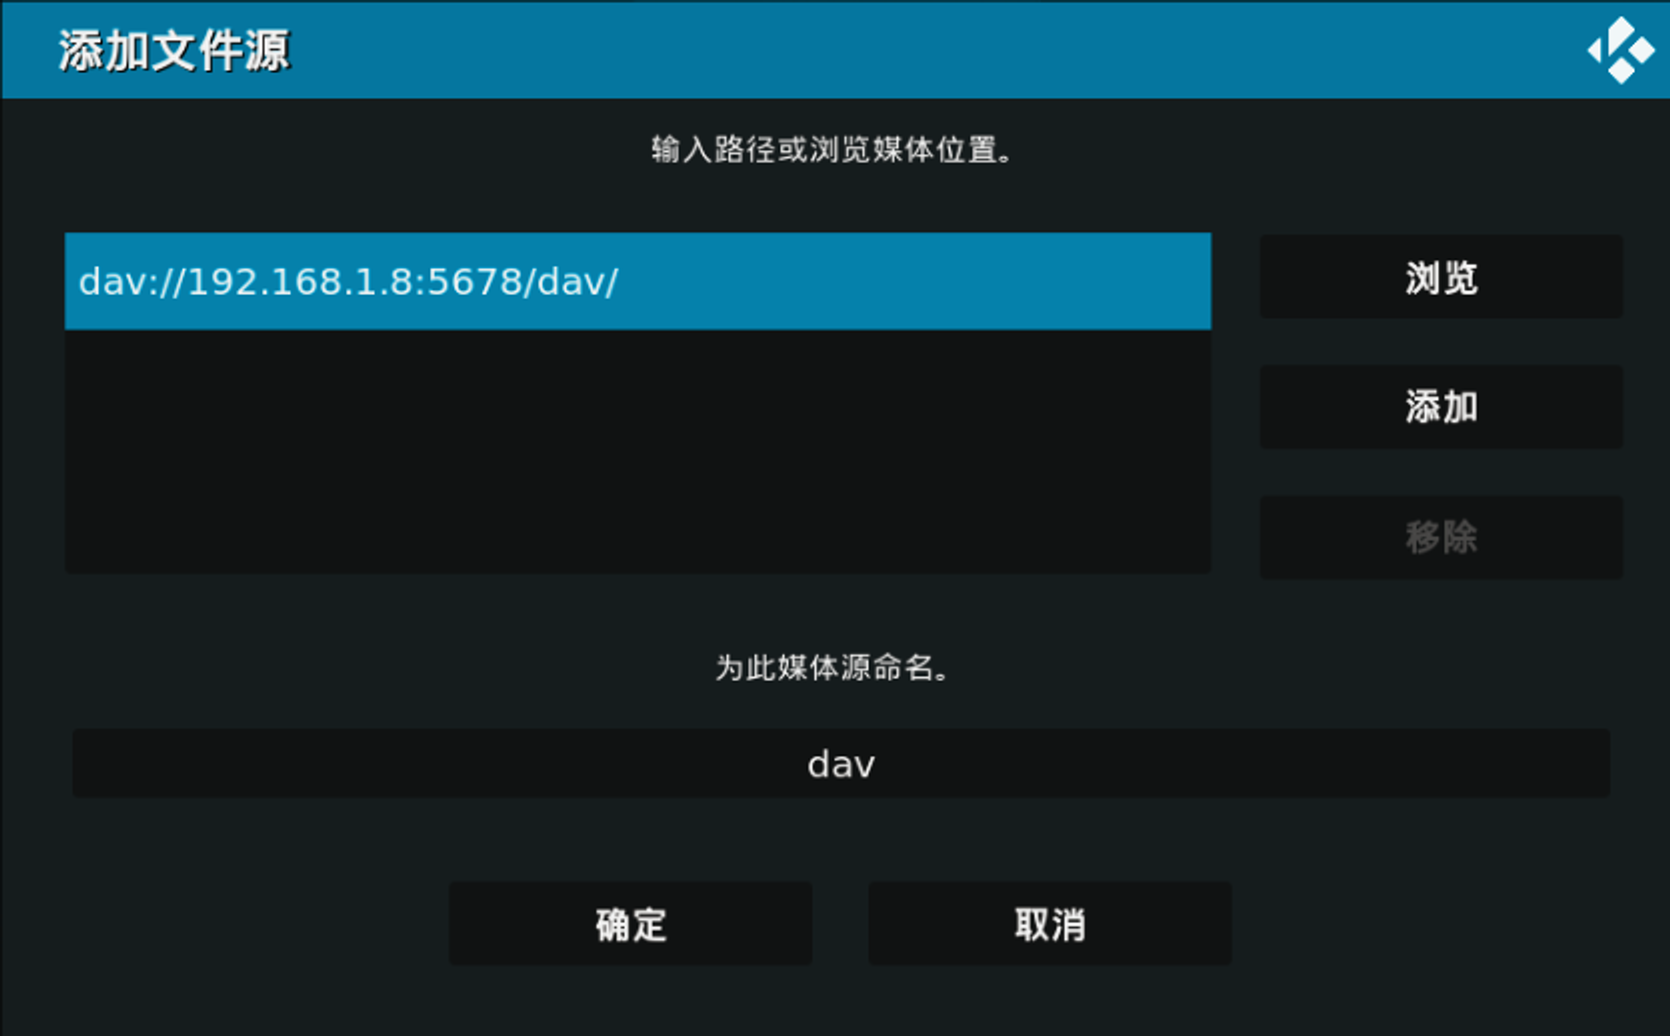 添加文件源
输入路径或浏览媒体位置。
dav://192.168.1.8:5678/dav/
浏览
添加
移除
为此媒体源命名。
dav
确定
取消